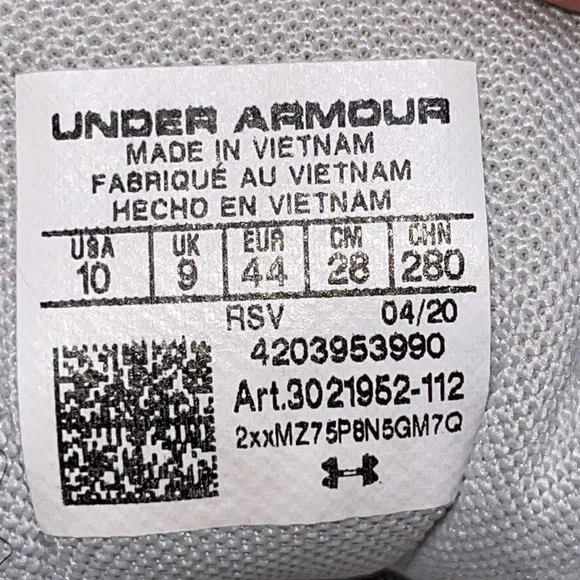 UNDER ARMOUR
MADE IN VIETNAM
FABRIQUÉ AU VIETNAM
HECHO EN VIETNAM
USA UK EUR CM CHN
10 9 44 28 280
RSV 04/20
4203953990
Art.3021952-112
2xxMZ75P8N5GM7Q